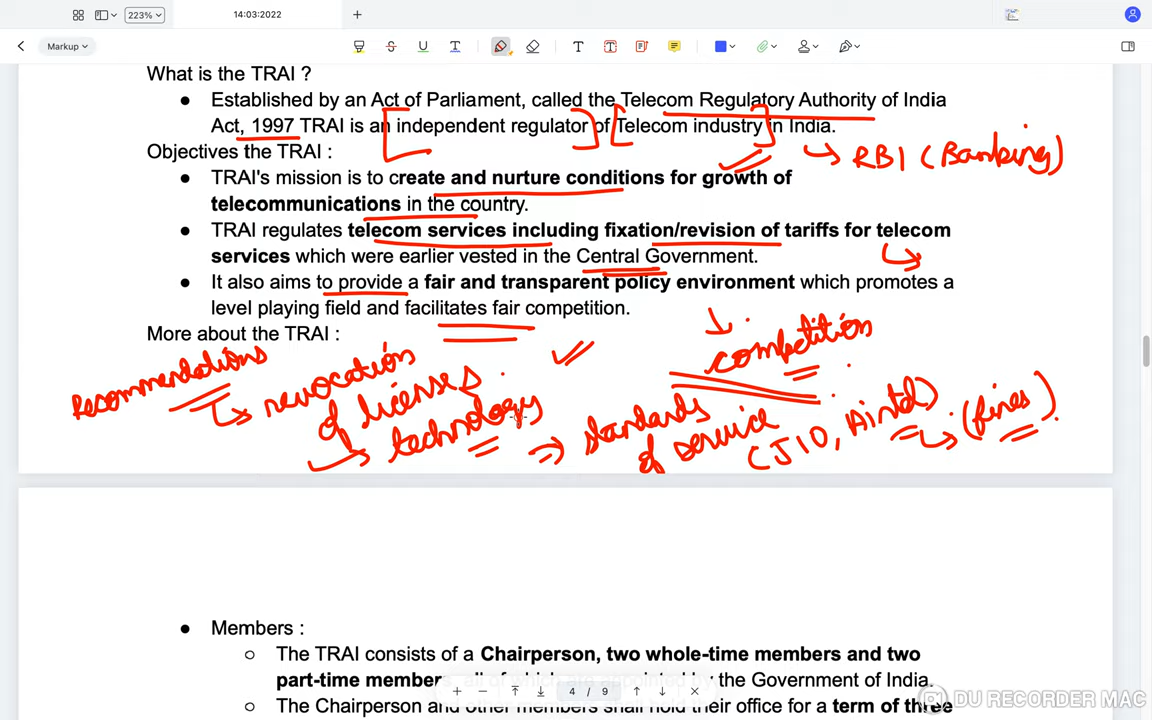 223%
14:03:2022
Markup
What is the TRAI ?
● Established by an Act of Parliament, called the Telecom Regulatory Authority of India
Act, 1997 TRAI is an independent regulator of Telecom industry in India.
RBI (Banking)
Objectives the TRAI :
● TRAI's mission is to create and nurture conditions for growth of
telecommunications in the country.
● TRAI regulates telecom services including fixation/revision of tariffs for telecom
services which were earlier vested in the Central Government.
● It also aims to provide a fair and transparent policy environment which promotes a
level playing field and facilitates fair competition.
More about the TRAI :
competition
Recommendations
revocation
of licenses
technology
standards
of service
(JIO, Airtel)
(fines)
● Members :
○ The TRAI consists of a Chairperson, two whole-time members and two
part-time members, the Government of India.
4 / 9
○ The Chairperson and other members shall hold their office for a term of three
DU RECORDER MAC